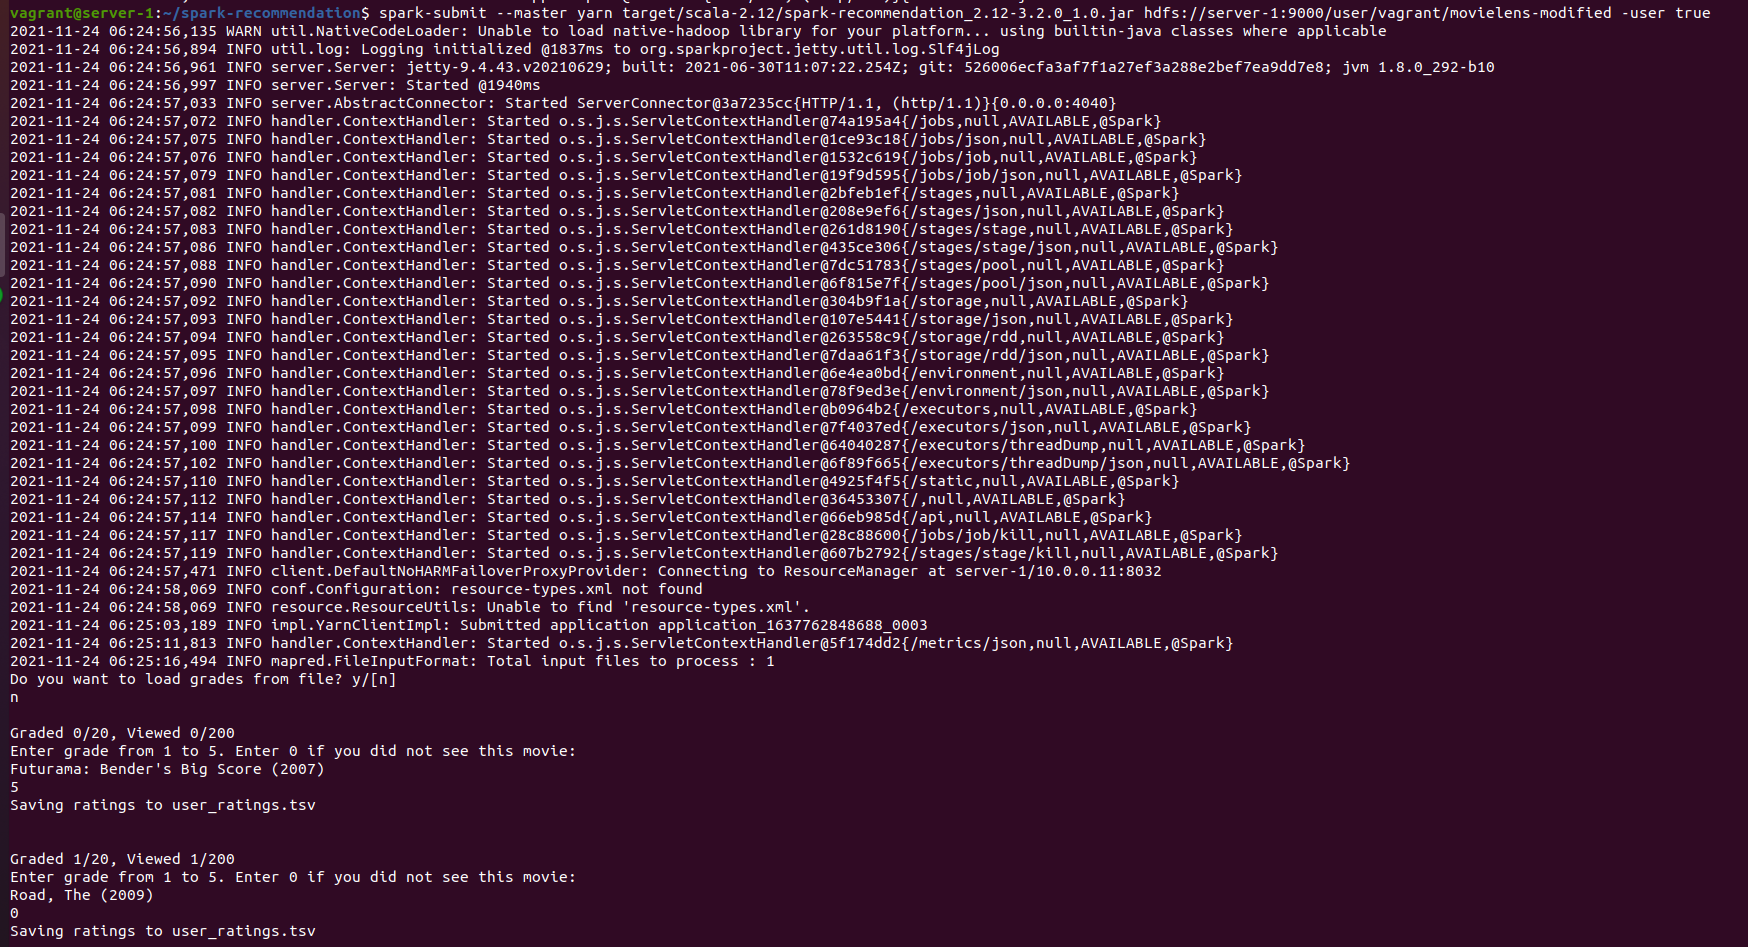 vagrant@server-1:~/spark-recommendation$ spark-submit --master yarn target/scala-2.12/spark-recommendation_2.12-3.2.0_1.0.jar hdfs://server-1:9000/user/vagrant/movielens-modified -user true
2021-11-24 06:24:56,135 WARN util.NativeCodeLoader: Unable to load native-hadoop library for your platform... using builtin-java classes where applicable
2021-11-24 06:24:56,894 INFO util.log: Logging initialized @1837ms to org.sparkproject.jetty.util.log.Slf4jLog
2021-11-24 06:24:56,961 INFO server.Server: jetty-9.4.43.v20210629; built: 2021-06-30T11:07:22.254Z; git: 526006ecfa3af7f1a27ef3a288e2bef7ea9dd7e8; jvm 1.8.0_292-b10
2021-11-24 06:24:56,997 INFO server.Server: Started @1940ms
2021-11-24 06:24:57,033 INFO server.AbstractConnector: Started ServerConnector@3a7235cc{HTTP/1.1, (http/1.1)}{0.0.0.0:4040}
2021-11-24 06:24:57,072 INFO handler.ContextHandler: Started o.s.j.s.ServletContextHandler@74a195a4{/jobs,null,AVAILABLE,@Spark}
2021-11-24 06:24:57,075 INFO handler.ContextHandler: Started o.s.j.s.ServletContextHandler@1ce93c18{/jobs/json,null,AVAILABLE,@Spark}
2021-11-24 06:24:57,076 INFO handler.ContextHandler: Started o.s.j.s.ServletContextHandler@1532c619{/jobs/job,null,AVAILABLE,@Spark}
2021-11-24 06:24:57,079 INFO handler.ContextHandler: Started o.s.j.s.ServletContextHandler@19f9d595{/jobs/job/json,null,AVAILABLE,@Spark}
2021-11-24 06:24:57,081 INFO handler.ContextHandler: Started o.s.j.s.ServletContextHandler@2bfeb1ef{/stages,null,AVAILABLE,@Spark}
2021-11-24 06:24:57,082 INFO handler.ContextHandler: Started o.s.j.s.ServletContextHandler@208e9ef6{/stages/json,null,AVAILABLE,@Spark}
2021-11-24 06:24:57,083 INFO handler.ContextHandler: Started o.s.j.s.ServletContextHandler@261d8190{/stages/stage,null,AVAILABLE,@Spark}
2021-11-24 06:24:57,086 INFO handler.ContextHandler: Started o.s.j.s.ServletContextHandler@435ce306{/stages/stage/json,null,AVAILABLE,@Spark}
2021-11-24 06:24:57,088 INFO handler.ContextHandler: Started o.s.j.s.ServletContextHandler@7dc51783{/stages/pool,null,AVAILABLE,@Spark}
2021-11-24 06:24:57,090 INFO handler.ContextHandler: Started o.s.j.s.ServletContextHandler@6f815e7f{/stages/pool/json,null,AVAILABLE,@Spark}
2021-11-24 06:24:57,092 INFO handler.ContextHandler: Started o.s.j.s.ServletContextHandler@304b9f1a{/storage,null,AVAILABLE,@Spark}
2021-11-24 06:24:57,093 INFO handler.ContextHandler: Started o.s.j.s.ServletContextHandler@107e5441{/storage/json,null,AVAILABLE,@Spark}
2021-11-24 06:24:57,094 INFO handler.ContextHandler: Started o.s.j.s.ServletContextHandler@263558c9{/storage/rdd,null,AVAILABLE,@Spark}
2021-11-24 06:24:57,095 INFO handler.ContextHandler: Started o.s.j.s.ServletContextHandler@7daa61f3{/storage/rdd/json,null,AVAILABLE,@Spark}
2021-11-24 06:24:57,096 INFO handler.ContextHandler: Started o.s.j.s.ServletContextHandler@6e4ea0bd{/environment,null,AVAILABLE,@Spark}
2021-11-24 06:24:57,097 INFO handler.ContextHandler: Started o.s.j.s.ServletContextHandler@78f9ed3e{/environment/json,null,AVAILABLE,@Spark}
2021-11-24 06:24:57,098 INFO handler.ContextHandler: Started o.s.j.s.ServletContextHandler@b0964b2{/executors,null,AVAILABLE,@Spark}
2021-11-24 06:24:57,099 INFO handler.ContextHandler: Started o.s.j.s.ServletContextHandler@7f4037ed{/executors/json,null,AVAILABLE,@Spark}
2021-11-24 06:24:57,100 INFO handler.ContextHandler: Started o.s.j.s.ServletContextHandler@64040287{/executors/threadDump,null,AVAILABLE,@Spark}
2021-11-24 06:24:57,102 INFO handler.ContextHandler: Started o.s.j.s.ServletContextHandler@6f89f665{/executors/threadDump/json,null,AVAILABLE,@Spark}
2021-11-24 06:24:57,110 INFO handler.ContextHandler: Started o.s.j.s.ServletContextHandler@4925f4f5{/static,null,AVAILABLE,@Spark}
2021-11-24 06:24:57,112 INFO handler.ContextHandler: Started o.s.j.s.ServletContextHandler@36453307{/,null,AVAILABLE,@Spark}
2021-11-24 06:24:57,114 INFO handler.ContextHandler: Started o.s.j.s.ServletContextHandler@66eb985d{/api,null,AVAILABLE,@Spark}
2021-11-24 06:24:57,117 INFO handler.ContextHandler: Started o.s.j.s.ServletContextHandler@28c88600{/jobs/job/kill,null,AVAILABLE,@Spark}
2021-11-24 06:24:57,119 INFO handler.ContextHandler: Started o.s.j.s.ServletContextHandler@607b2792{/stages/stage/kill,null,AVAILABLE,@Spark}
2021-11-24 06:24:57,471 INFO client.DefaultNoHARMFailoverProxyProvider: Connecting to ResourceManager at server-1/10.0.0.11:8032
2021-11-24 06:24:58,069 INFO conf.Configuration: resource-types.xml not found
2021-11-24 06:24:58,069 INFO resource.ResourceUtils: Unable to find 'resource-types.xml'.
2021-11-24 06:25:03,189 INFO impl.YarnClientImpl: Submitted application application_1637762848688_0003
2021-11-24 06:25:11,813 INFO handler.ContextHandler: Started o.s.j.s.ServletContextHandler@5f174dd2{/metrics/json,null,AVAILABLE,@Spark}
2021-11-24 06:25:16,494 INFO mapred.FileInputFormat: Total input files to process : 1
Do you want to load grades from file? y/[n]
n
Graded 0/20, Viewed 0/200
Enter grade from 1 to 5. Enter 0 if you did not see this movie:
Futurama: Bender's Big Score (2007)
5
Saving ratings to user_ratings.tsv
Graded 1/20, Viewed 1/200
Enter grade from 1 to 5. Enter 0 if you did not see this movie:
Road, The (2009)
0
Saving ratings to user_ratings.tsv